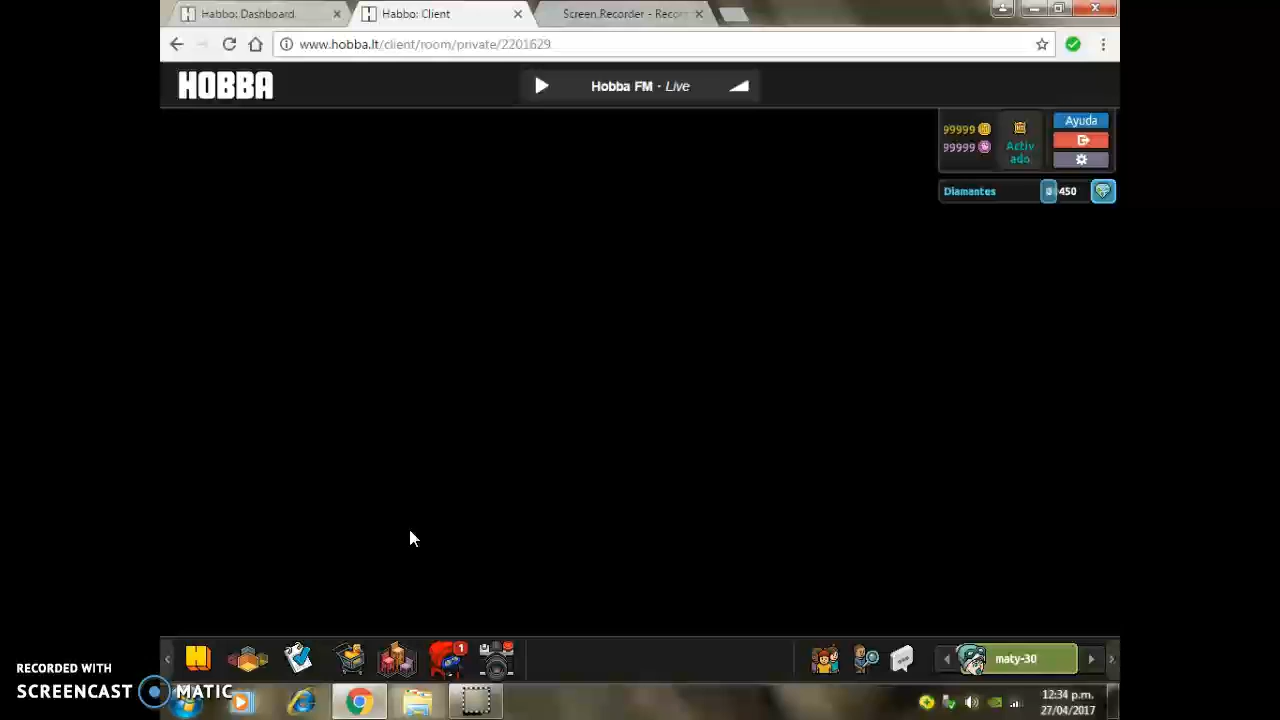 Habbo: Dashboard
Habbo: Client
Screen Recorder - Recor
www.hobba.lt/client/room/private/2201629
HOBBA
Hobba FM - Live
99999
99999
Activ
ado
Ayuda
Diamantes
450
1
maty-30
RECORDED WITH
SCREENCAST MATIC
12:34 p.m.
27/04/2017